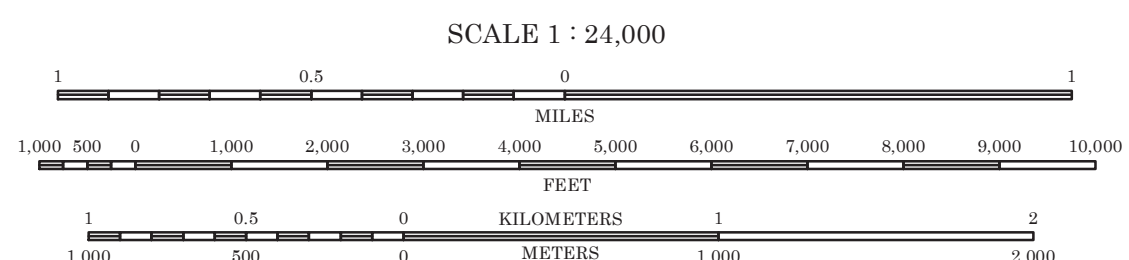 SCALE 1 : 24,000
1 0.5 0 1
MILES
1,000 500 0 1,000 2,000 3,000 4,000 5,000 6,000 7,000 8,000 9,000 10,000
FEET
1 0.5 0 KILOMETERS 1 2
1,000 500 0 METERS 1,000 2,000